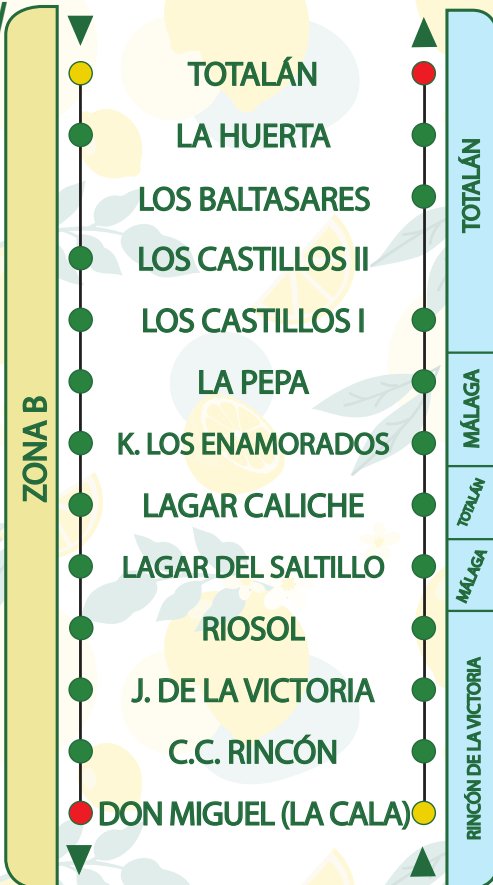 ZONA B
TOTALÁN
LA HUERTA
LOS BALTASARES
LOS CASTILLOS II
LOS CASTILLOS I
LA PEPA
K. LOS ENAMORADOS
LAGAR CALICHE
LAGAR DEL SALTILLO
RIOSOL
J. DE LA VICTORIA
C.C. RINCÓN
DON MIGUEL (LA CALA)
TOTALÁN
MÁLAGA
TOTALÁN
MÁLAGA
RINCÓN DE LA VICTORIA